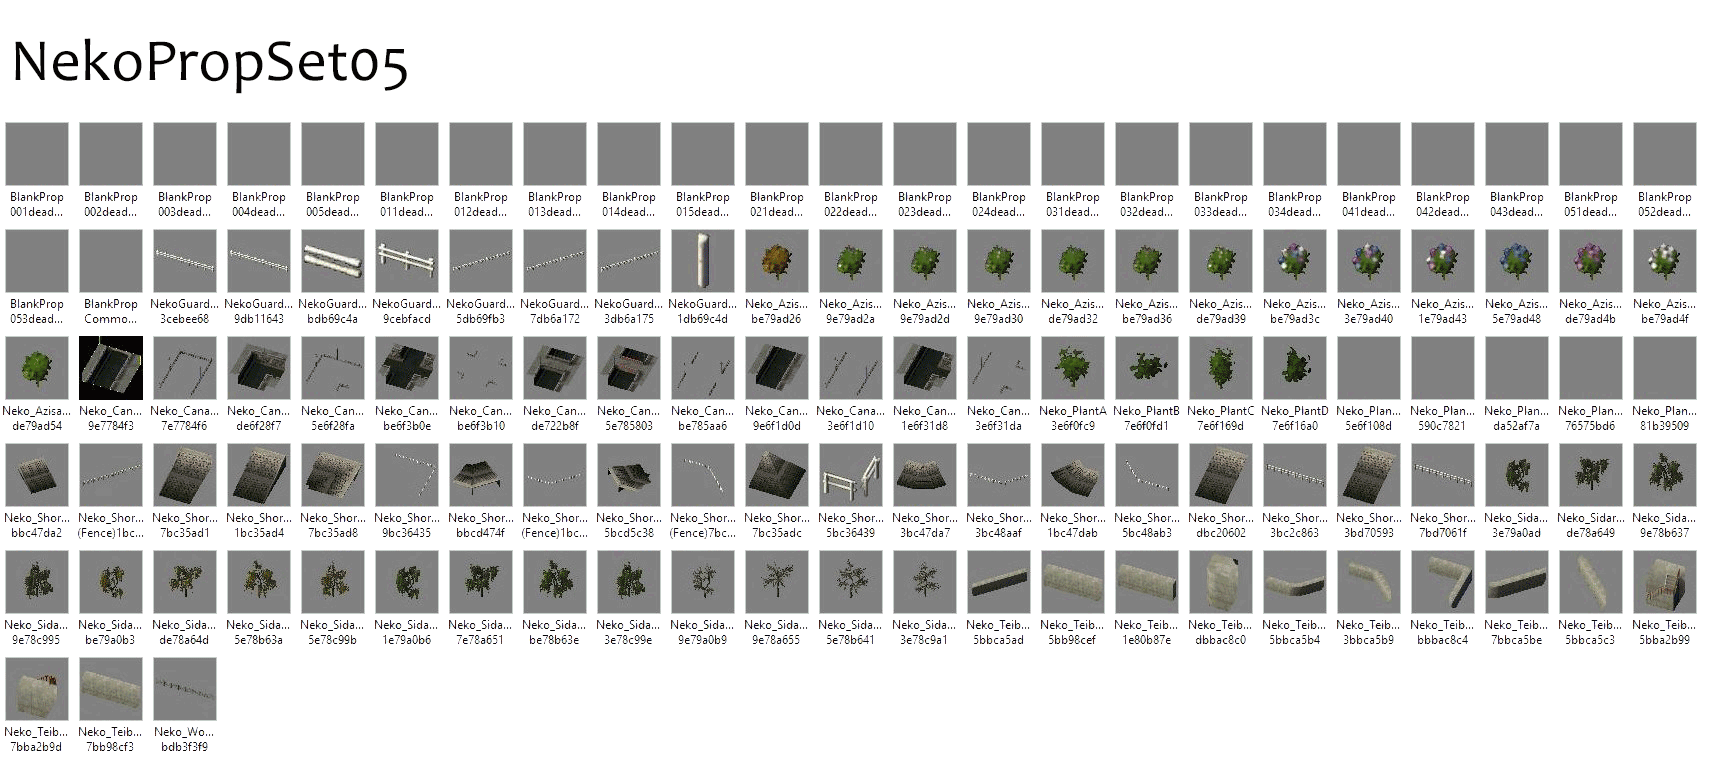 NekoPropSet05
BlankProp BlankProp BlankProp BlankProp BlankProp BlankProp BlankProp BlankProp BlankProp BlankProp BlankProp BlankProp BlankProp BlankProp BlankProp BlankProp BlankProp BlankProp BlankProp BlankProp BlankProp BlankProp BlankProp
001dead... 002dead... 003dead... 004dead... 005dead... 011dead... 012dead... 013dead... 014dead... 015dead... 021dead... 022dead... 023dead... 024dead... 031dead... 032dead... 033dead... 034dead... 041dead... 042dead... 043dead... 051dead... 052dead...
BlankProp BlankProp NekoGuard... NekoGuard... NekoGuard... NekoGuard... NekoGuard... NekoGuard... NekoGuard... NekoGuard... Neko_Azis... Neko_Azis... Neko_Azis... Neko_Azis... Neko_Azis... Neko_Azis... Neko_Azis... Neko_Azis... Neko_Azis... Neko_Azis... Neko_Azis... Neko_Azis... Neko_Azis...
053dead... Commo... 3cebee68 9db11643 bdb69c4a 9cebfacd 5db69fb3 7db6a172 3db6a175 1db69c4d be79ad26 9e79ad2a 9e79ad2d 9e79ad30 de79ad32 be79ad36 de79ad39 be79ad3c 3e79ad40 1e79ad43 5e79ad48 de79ad4b be79ad4f
Neko_Azisa... Neko_Can... Neko_Cana... Neko_Can... Neko_Can... Neko_Can... Neko_Can... Neko_Can... Neko_Can... Neko_Can... Neko_Can... Neko_Cana... Neko_Can... Neko_Can... Neko_PlantA Neko_PlantB Neko_PlantC Neko_PlantD Neko_Plan... Neko_Plan... Neko_Plan... Neko_Plan... Neko_Plan...
de79ad54 9e7784f3 7e7784f6 de6f28f7 5e6f28fa be6f3b0e be6f3b10 de722b8f 5e785803 be785aa6 9e6f1d0d 3e6f1d10 1e6f31d8 3e6f31da 3e6f0fc9 7e6f0fd1 7e6f169d 7e6f16a0 5e6f108d 590c7821 da52af7a 76575bd6 81b39509
Neko_Shor... Neko_Shor... Neko_Shor... Neko_Shor... Neko_Shor... Neko_Shor... Neko_Shor... Neko_Shor... Neko_Shor... Neko_Shor... Neko_Shor... Neko_Shor... Neko_Shor... Neko_Shor... Neko_Shor... Neko_Shor... Neko_Shor... Neko_Shor... Neko_Shor... Neko_Shor... Neko_Sida... Neko_Sidar... Neko_Sida...
bbc47da2 (Fence)1bc... 7bc35ad1 1bc35ad4 7bc35ad8 9bc36435 bbcd474f (Fence)1bc... 5bcd5c38 (Fence)7bc... 7bc35adc 5bc36439 3bc47da7 3bc48aaf 1bc47dab 5bc48ab3 dbc20602 3bc2c863 3bd70593 7bd7061f 3e79a0ad de78a649 9e78b637
Neko_Sida... Neko_Sida... Neko_Sida... Neko_Sida... Neko_Sida... Neko_Sida... Neko_Sida... Neko_Sida... Neko_Sida... Neko_Sida... Neko_Sida... Neko_Sida... Neko_Sida... Neko_Teib... Neko_Teib... Neko_Teib... Neko_Teib... Neko_Teib... Neko_Teib... Neko_Teib... Neko_Teib... Neko_Teib... Neko_Teib...
9e78c995 be79a0b3 de78a64d 5e78b63a 5e78c99b 1e79a0b6 7e78a651 be78b63e 3e78c99e 9e79a0b9 9e78a655 5e78b641 3e78c9a1 5bbca5ad 5bb98cef 1e80b87e dbbac8c0 5bbca5b4 3bbca5b9 bbbac8c4 7bbca5be 5bbca5c3 5bba2b99
Neko_Teib... Neko_Teib... Neko_Wo...
7bba2b9d 7bb98cf3 bdb3f3f9